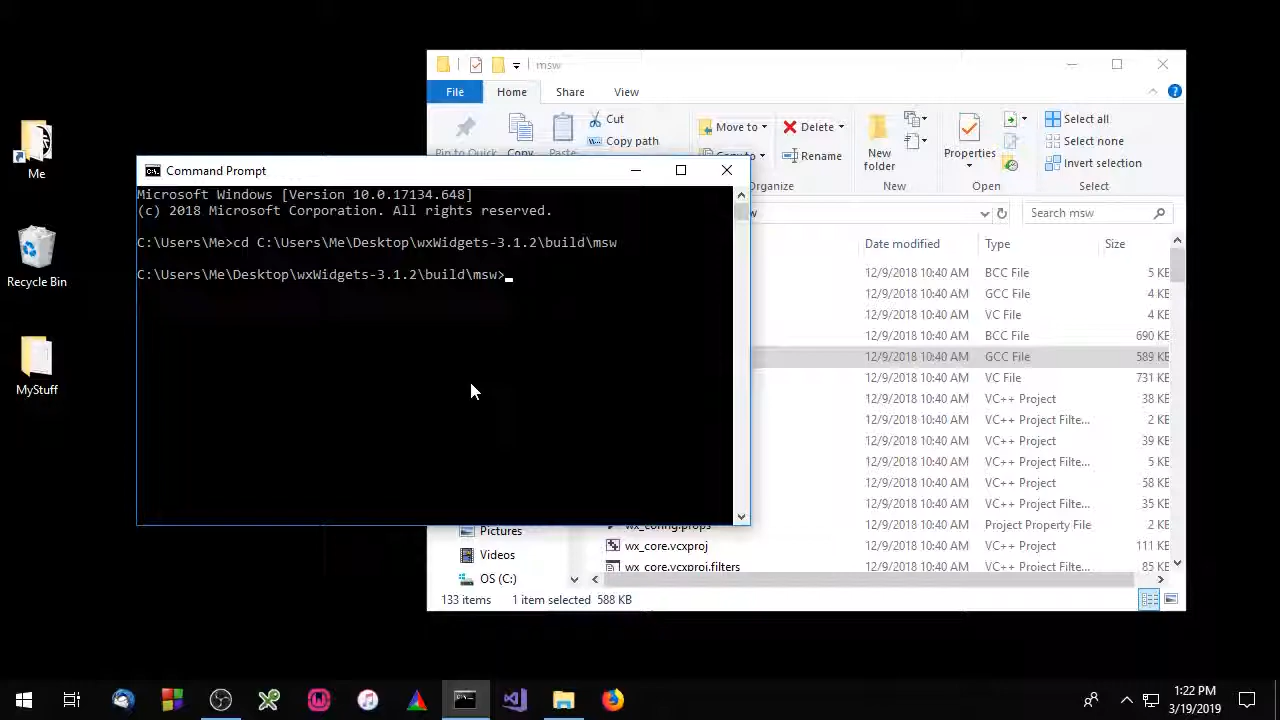 msw
File
Home
Share
View
Cut
Copy path
Pin to Quick
Copy
Paste
Move to
Copy to
Delete
Rename
New
folder
Properties
Select all
Select none
Invert selection
Organize
New
Open
Select
Search msw
Date modified
Type
Size
12/9/2018 10:40 AM BCC File 5 KB
12/9/2018 10:40 AM GCC File 4 KB
12/9/2018 10:40 AM VC File 4 KB
12/9/2018 10:40 AM BCC File 690 KB
12/9/2018 10:40 AM GCC File 589 KB
12/9/2018 10:40 AM VC File 731 KB
12/9/2018 10:40 AM VC++ Project 38 KB
12/9/2018 10:40 AM VC++ Project Filte... 2 KB
12/9/2018 10:40 AM VC++ Project 39 KB
12/9/2018 10:40 AM VC++ Project Filte... 5 KB
12/9/2018 10:40 AM VC++ Project 58 KB
12/9/2018 10:40 AM VC++ Project Filte... 35 KB
wx_config.props 12/9/2018 10:40 AM Project Property File 2 KB
wx_core.vcxproj 12/9/2018 10:40 AM VC++ Project 111 KB
wx_core.vcxproj.filters 12/9/2018 10:40 AM VC++ Project Filte... 85 KB
Pictures
Videos
OS (C:)
133 items 1 item selected 588 KB
Command Prompt
Microsoft Windows [Version 10.0.17134.648]
(c) 2018 Microsoft Corporation. All rights reserved.
C:\Users\Me>cd C:\Users\Me\Desktop\wxWidgets-3.1.2\build\msw
C:\Users\Me\Desktop\wxWidgets-3.1.2\build\msw>
Me
Recycle Bin
MyStuff
1:22 PM
3/19/2019